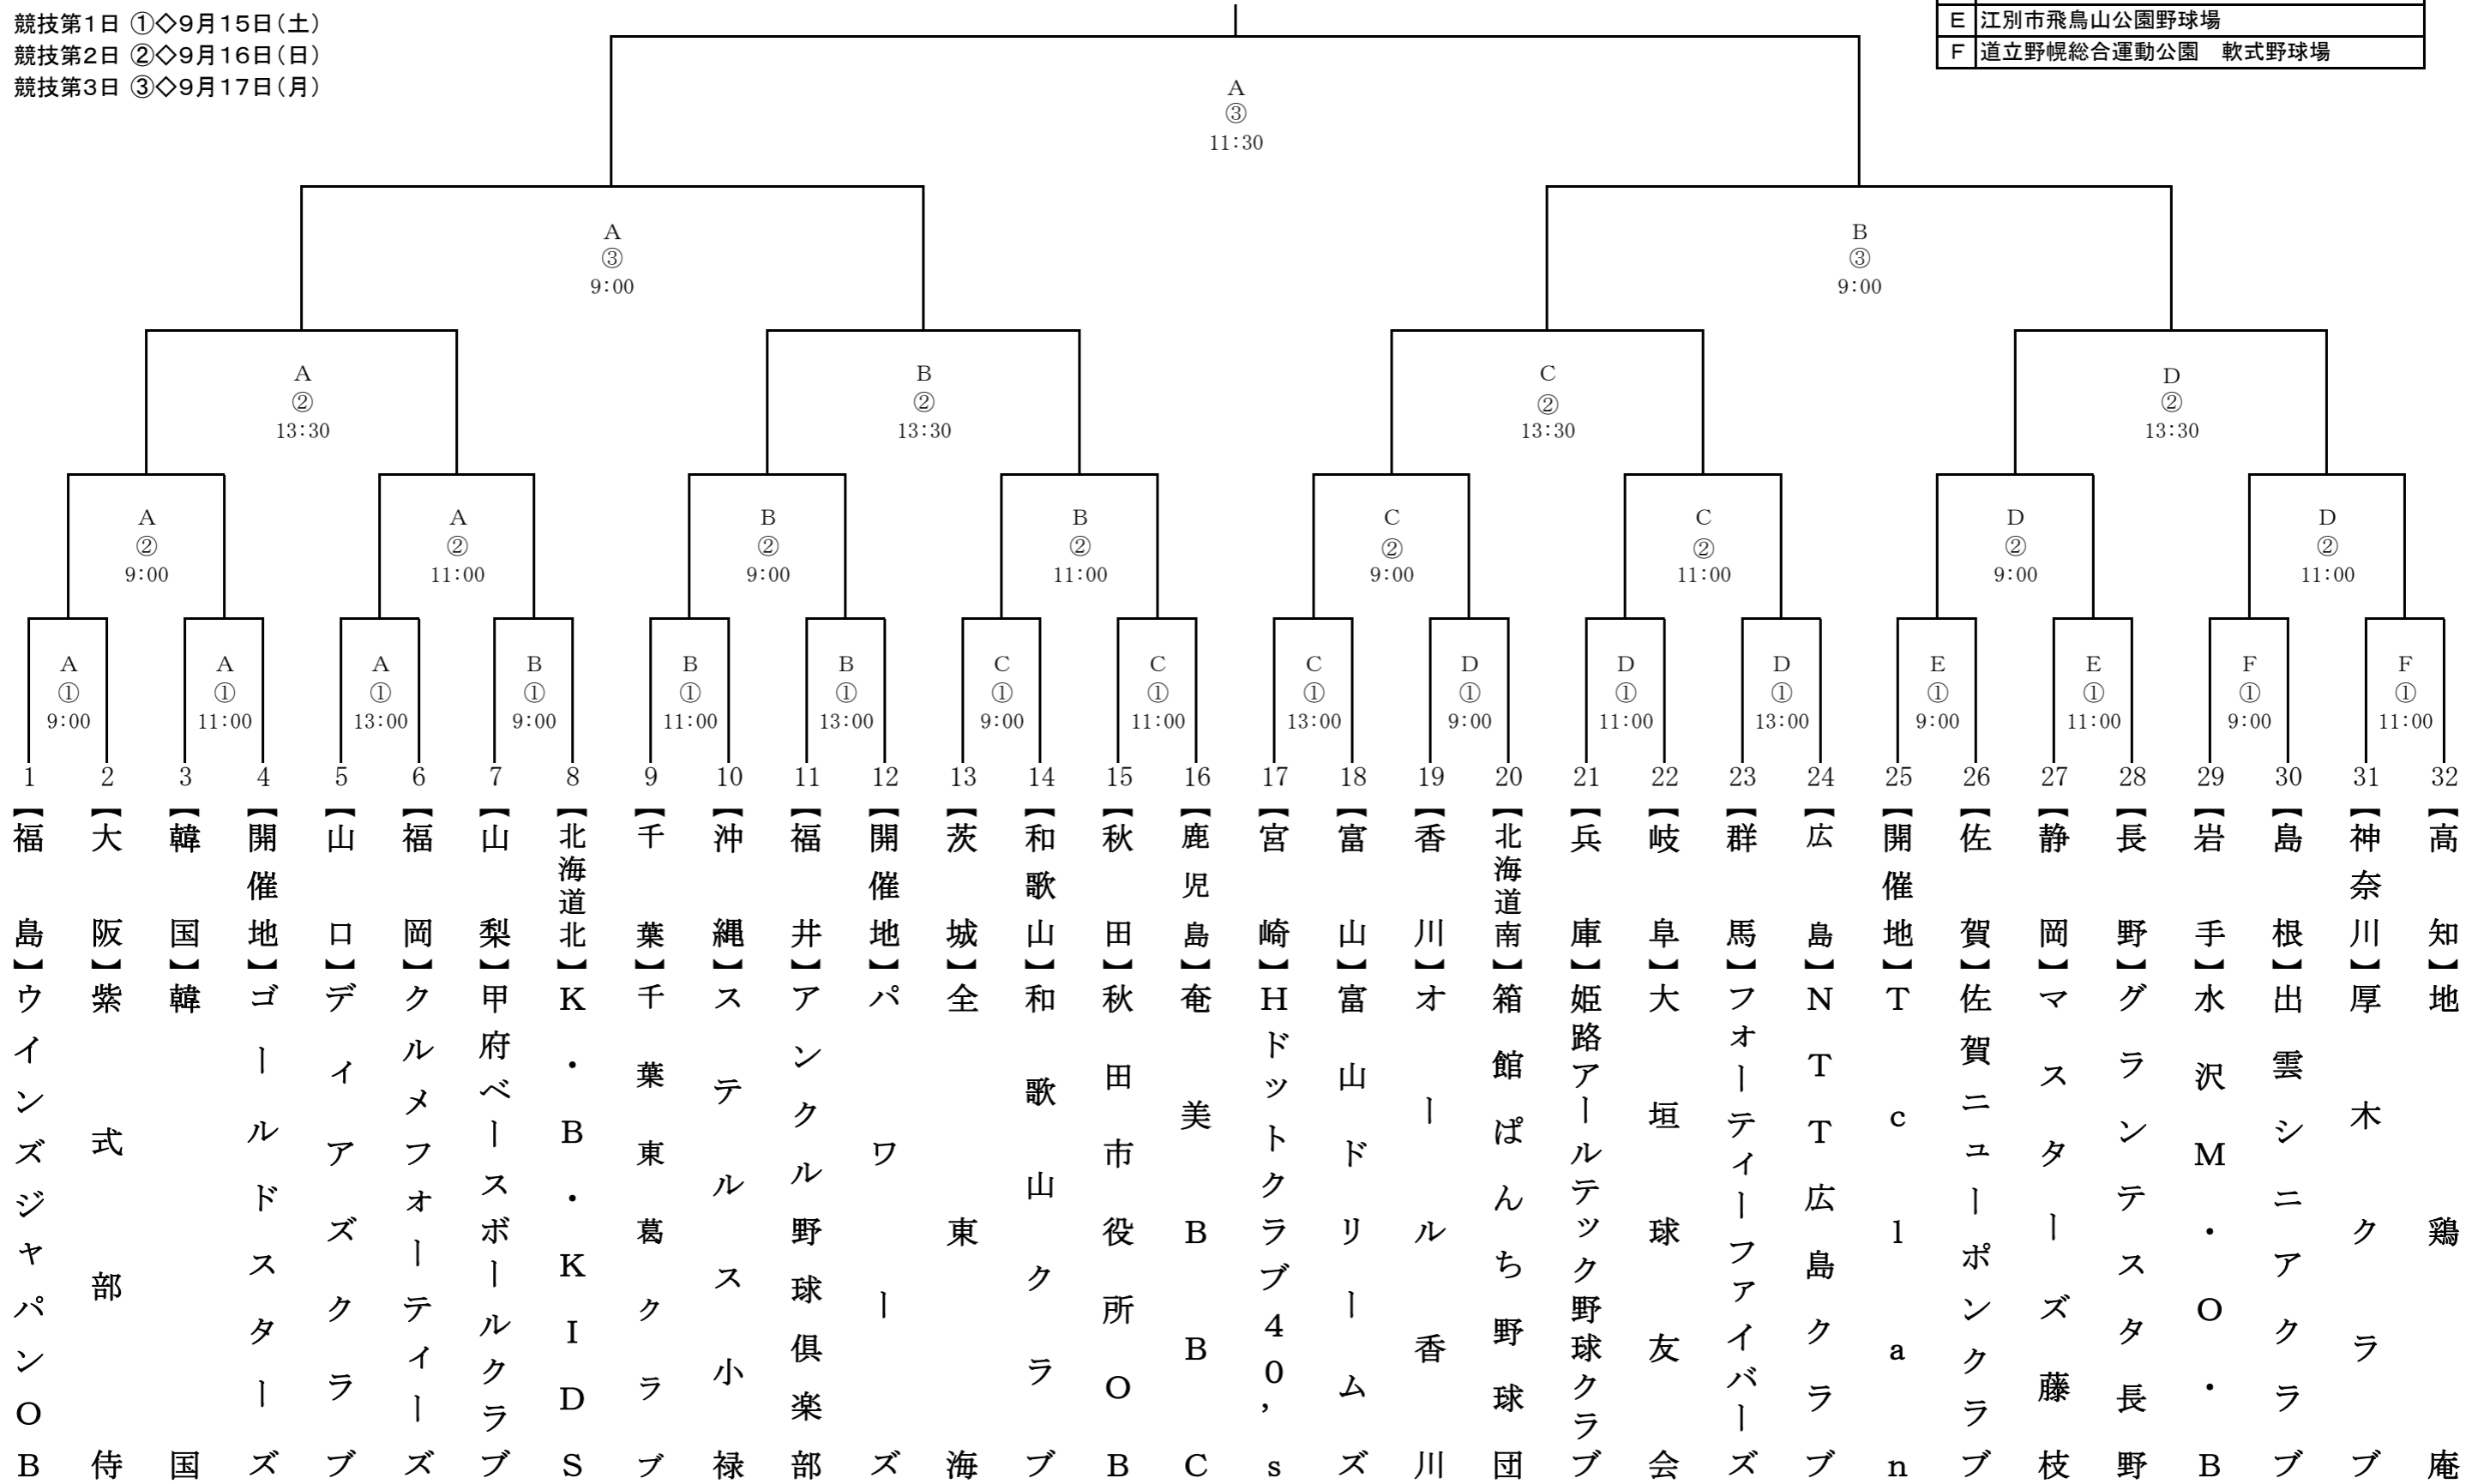 競技第1日 ①◇9月15日(土)
競技第2日 ②◇9月16日(日)
競技第3日 ③◇9月17日(月)
E 江別市飛鳥山公園野球場
F 道立野幌総合運動公園　軟式野球場
A
③
11:30
A
③
9:00
B
③
9:00
A
②
13:30
B
②
13:30
C
②
13:30
D
②
13:30
A
②
9:00
A
②
11:00
B
②
9:00
B
②
11:00
C
②
9:00
C
②
11:00
D
②
9:00
D
②
11:00
A
①
9:00
A
①
11:00
A
①
13:00
B
①
9:00
B
①
11:00
B
①
13:00
C
①
9:00
C
①
11:00
C
①
13:00
D
①
9:00
D
①
11:00
D
①
13:00
E
①
9:00
E
①
11:00
F
①
9:00
F
①
11:00
1 【福島】ウインズジャパンOB
2 【大阪】紫式部侍
3 【韓国】韓国
4 【開催地】ゴールドスターズ
5 【山口】ディアズクラブ
6 【福岡】クルメフォーティーズ
7 【山梨】甲府ベースボールクラブ
8 【北海道北】K・B・KIDS
9 【千葉】千葉東葛クラブ
10 【沖縄】ステルス小禄
11 【福井】アンクル野球倶楽部
12 【開催地】パワーズ
13 【茨城】全東海
14 【和歌山】和歌山クラブ
15 【秋田】秋田市役所OB
16 【鹿児島】奄美BBC
17 【宮崎】Hドットクラブ40’s
18 【富山】富山ドリームズ
19 【香川】オール香川
20 【北海道南】箱館ぱんち野球団
21 【兵庫】姫路アールテック野球クラブ
22 【岐阜】大垣球友会
23 【群馬】フォーティーファイバーズ
24 【広島】NTT広島クラブ
25 【開催地】Tclan
26 【佐賀】佐賀ニューポンクラブ
27 【静岡】マスターズ藤枝
28 【長野】グランテスタ長野
29 【岩手】水沢M・O・B
30 【島根】出雲シニアクラブ
31 【神奈川】厚木クラブ
32 【高知】地鶏庵